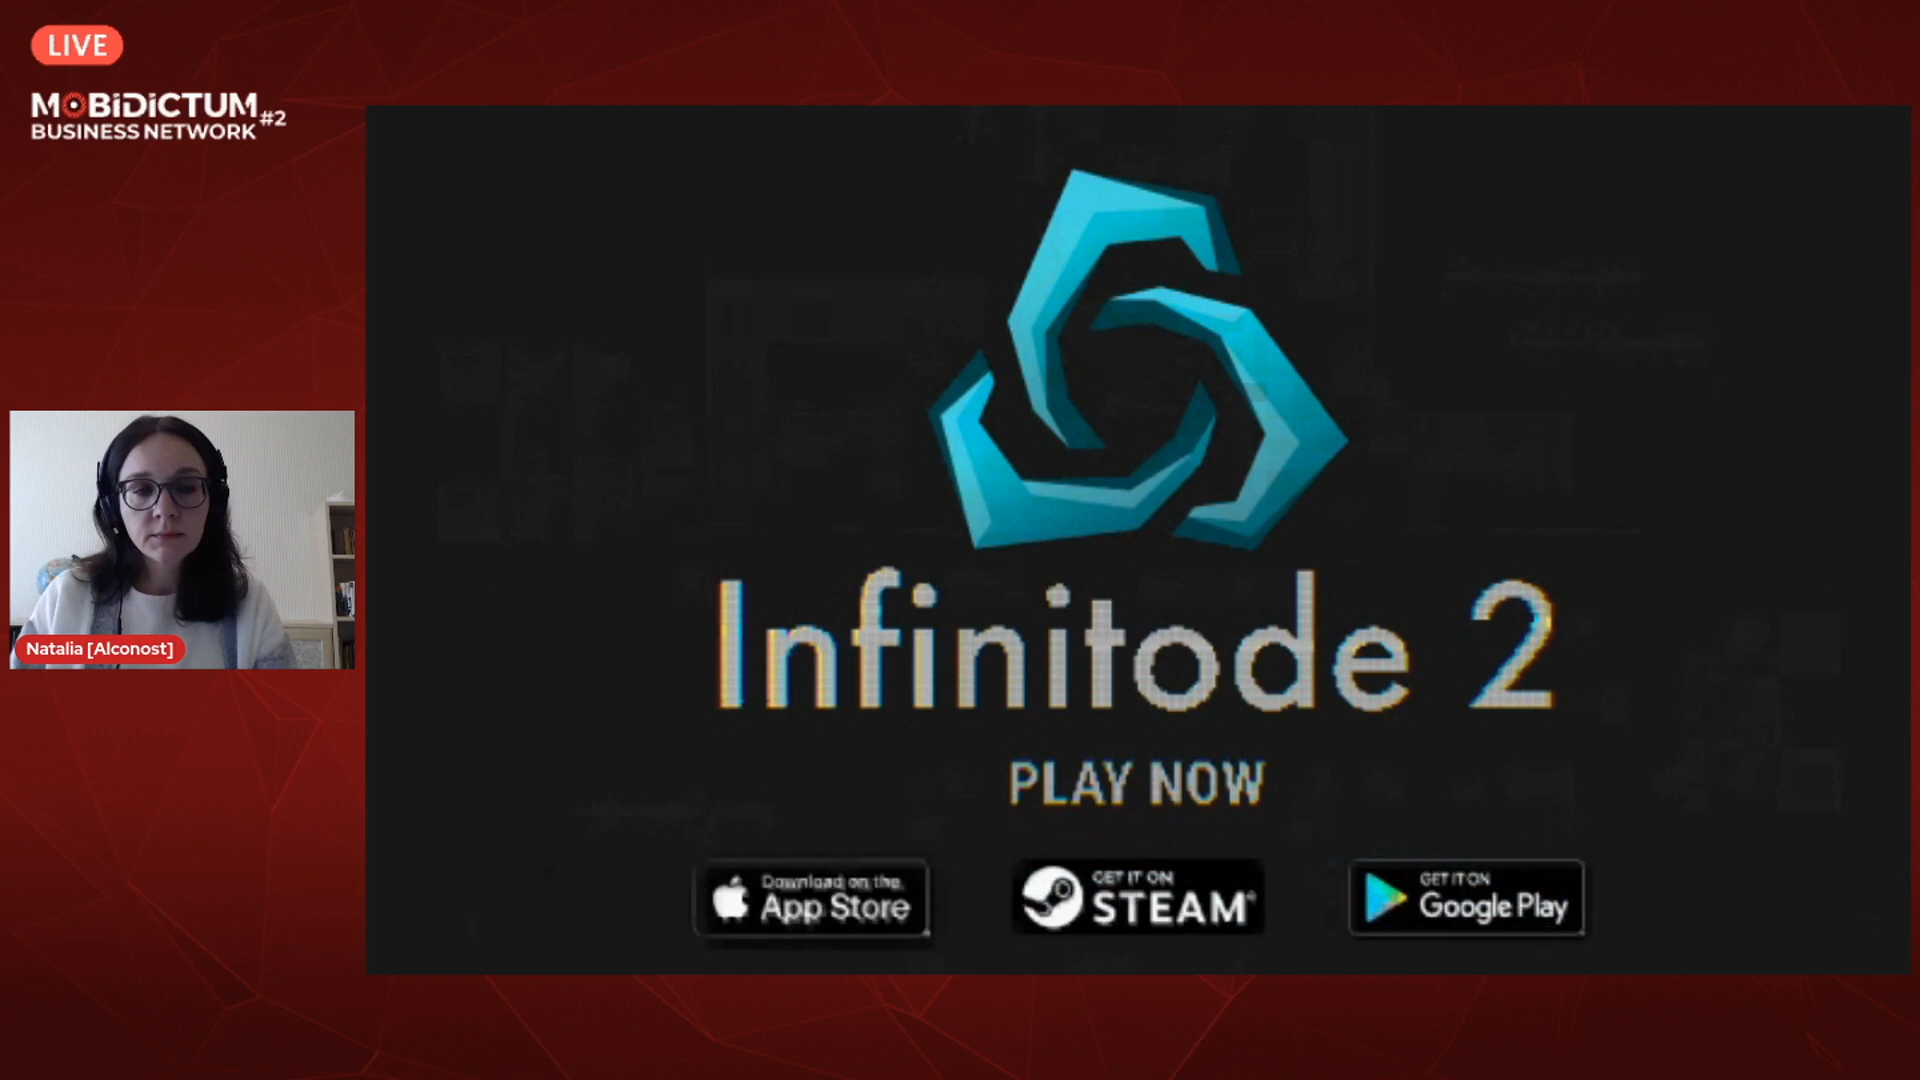 LIVE
MOBiDiCTUM
BUSINESS NETWORK #2
Natalia [Alconost]
Infinitode 2
PLAY NOW
Download on the
App Store
GET IT ON
STEAM®
GET IT ON
Google Play